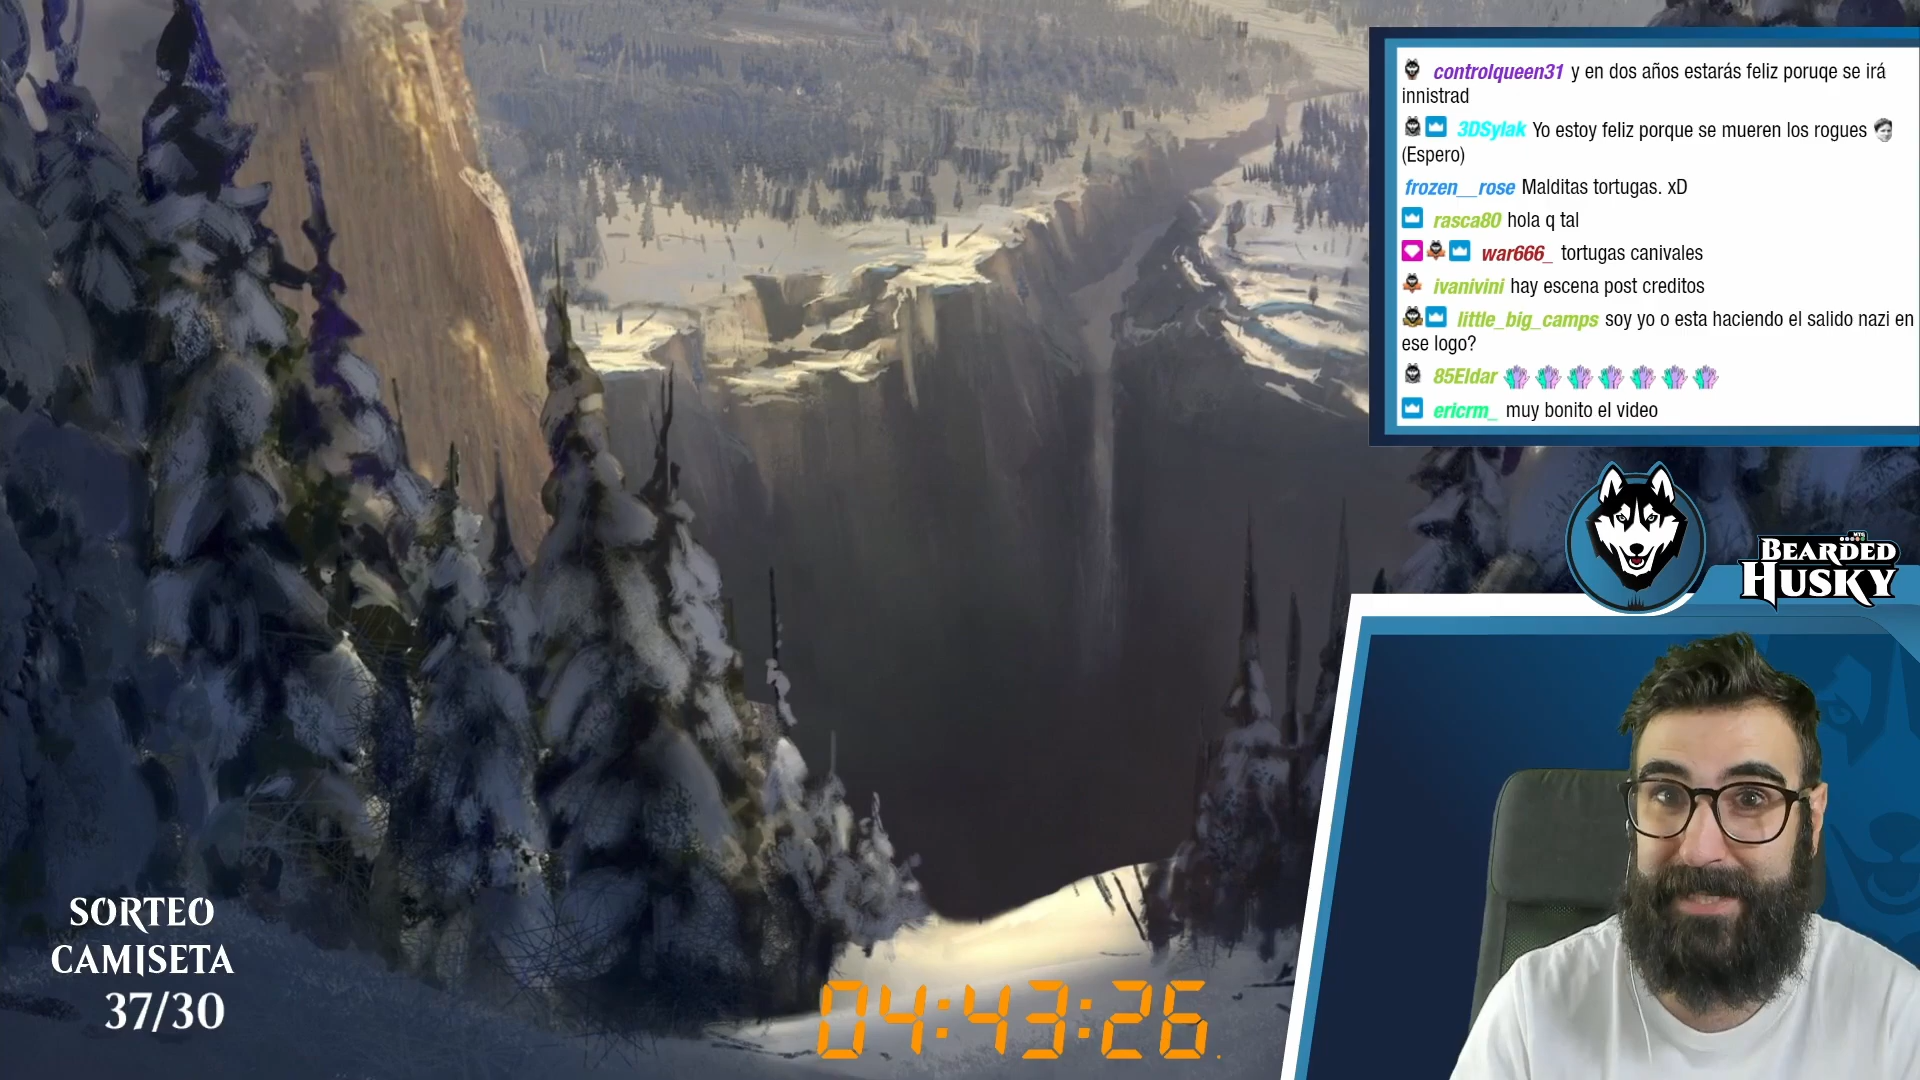 controlqueen31 y en dos años estarás feliz poruqe se irá
innistrad
3DSylak Yo estoy feliz porque se mueren los rogues
(Espero)
frozen__rose Malditas tortugas. xD
rasca80 hola q tal
war666_ tortugas canivales
ivanivini hay escena post creditos
little_big_camps soy yo o esta haciendo el salido nazi en
ese logo?
85Eldar
ericrm_ muy bonito el video
MTG
BEARDED
HUSKY
SORTEO
CAMISETA
37/30
04:43:26.